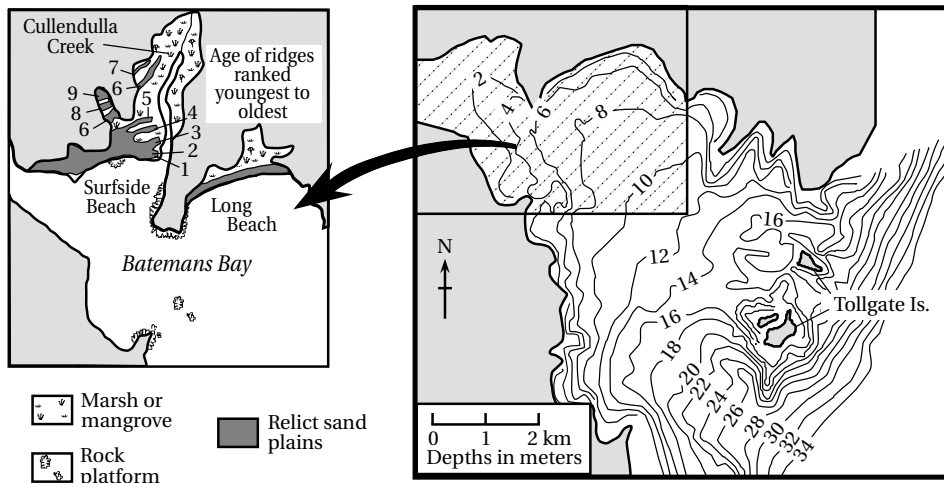 Cullendulla
Creek
Age of ridges
ranked
youngest to
oldest
7
6
9
8
6
5
4
3
2
1
Surfside
Beach
Long
Beach
Batemans Bay
Marsh or
mangrove
Rock
platform
Relict sand
plains
2
4
6
8
10
12
14
16
16
18
20
22
24
26
28
30
32
34
Tollgate Is.
N
0 1 2 km
Depths in meters